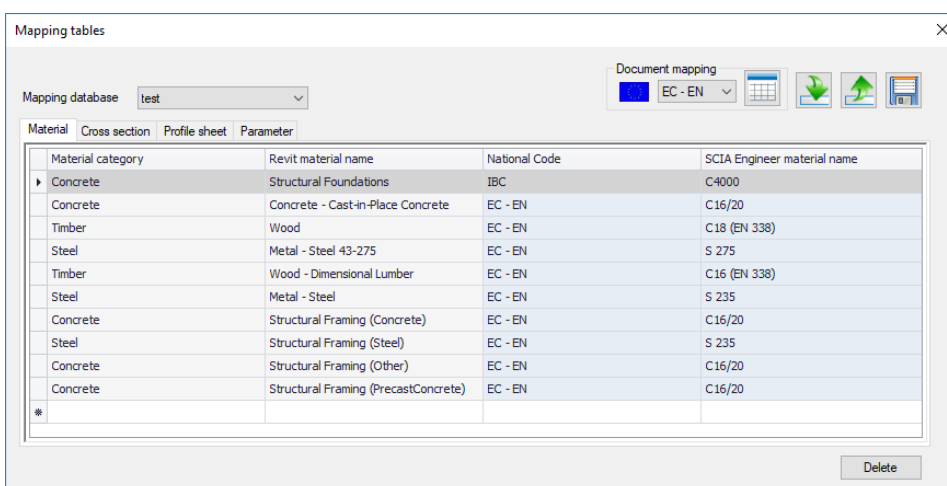 Mapping tables
Document mapping
Mapping database test EC - EN
Material Cross section Profile sheet Parameter
Material category Revit material name National Code SCIA Engineer material name
Concrete Structural Foundations IBC C4000
Concrete Concrete - Cast-in-Place Concrete EC - EN C16/20
Timber Wood EC - EN C18 (EN 338)
Steel Metal - Steel 43-275 EC - EN S 275
Timber Wood - Dimensional Lumber EC - EN C16 (EN 338)
Steel Metal - Steel EC - EN S 235
Concrete Structural Framing (Concrete) EC - EN C16/20
Steel Structural Framing (Steel) EC - EN S 235
Concrete Structural Framing (Other) EC - EN C16/20
Concrete Structural Framing (PrecastConcrete) EC - EN C16/20
Delete